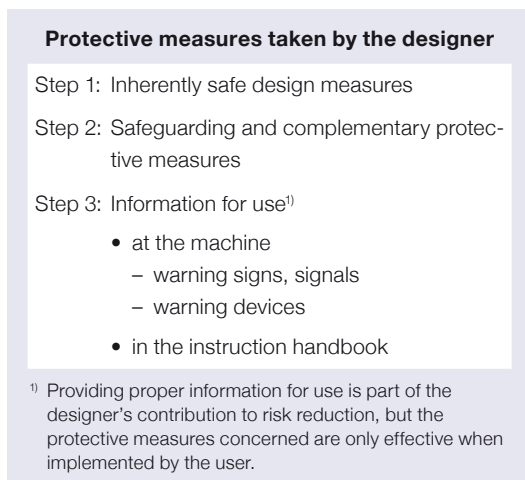 Protective measures taken by the designer
Step 1: Inherently safe design measures
Step 2: Safeguarding and complementary protec-
tive measures
Step 3: Information for use¹⁾
• at the machine
– warning signs, signals
– warning devices
• in the instruction handbook
¹⁾ Providing proper information for use is part of the
designer's contribution to risk reduction, but the
protective measures concerned are only effective when
implemented by the user.